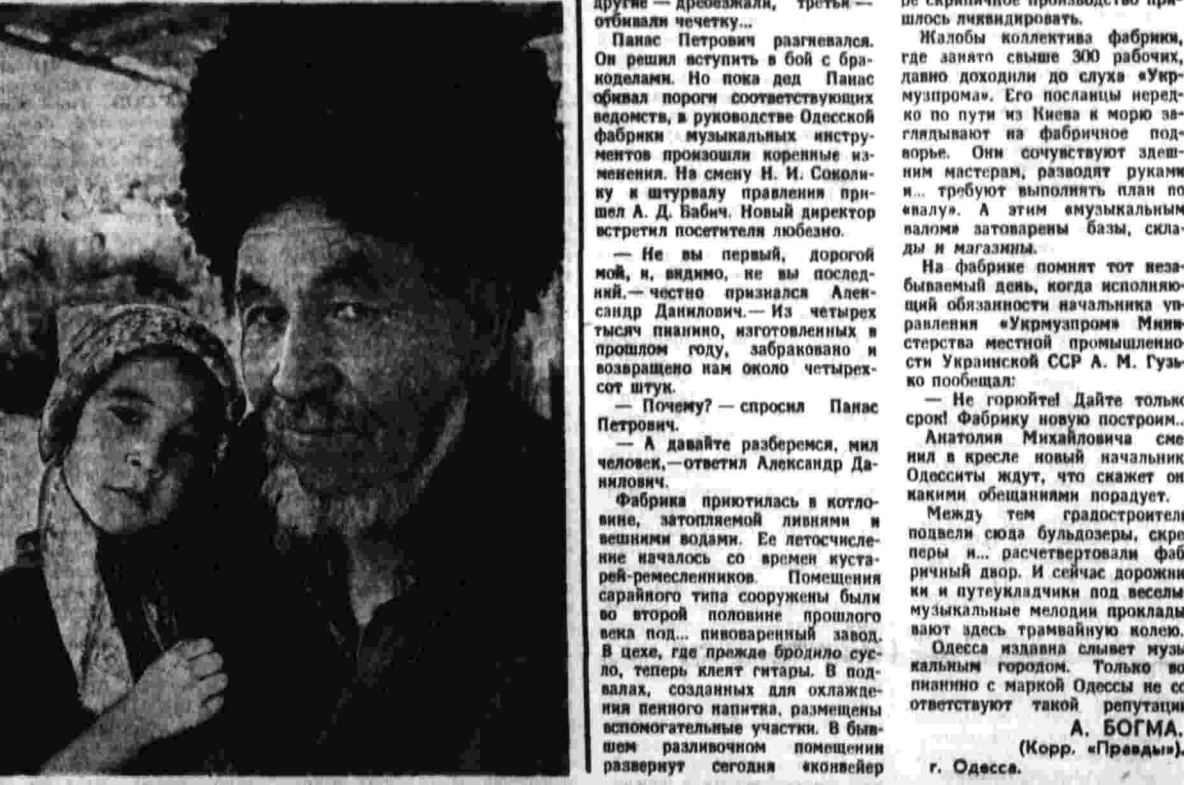 другие — дребезжали, третьи —
отбивали чечетку...
Панас Петрович разгневался.
Он решил вступить в бой с бра-
коделами. Но пока дед Панас
обивал пороги соответствующих
ведомств, в руководстве Одесской
фабрики музыкальных инстру-
ментов произошли коренные из-
менения. На смену Н. И. Соколи-
ку к штурвалу правления при-
шел А. Д. Бабич. Новый директор
встретил посетителя любезно.
— Не вы первый, дорогой
мой, и, видимо, не вы послед-
ний.— честно признался Алек-
сандр Данилович.— Из четырех
тысяч пианино, изготовленных в
прошлом году, забраковано и
возвращено нам около четырех-
сот штук.
— Почему? — спросил Панас
Петрович.
— А давайте разберемся, мил
человек,—ответил Александр Да-
нилович.
Фабрика приютилась в котло-
вине, затопляемой ливнями и
вешними водами. Ее летосчисле-
ние началось со времен куста-
рей-ремесленников. Помещения
сарайного типа сооружены были
во второй половине прошлого
века под... пивоваренный завод.
В цехе, где прежде бродило сус-
ло, теперь клеят гитары. В под-
валах, созданных для охлажде-
ния пенного напитка, размещены
вспомогательные участки. В быв-
шем разливочном помещении
развернут сегодня «конвейер
ре скрипичное производство при-
шлось ликвидировать.
Жалобы коллектива фабрики,
где занято свыше 300 рабочих,
давно доходили до слуха «Укр-
музпрома». Его посланцы неред-
ко по пути из Киева к морю за-
глядывают на фабричное под-
ворье. Они сочувствуют здеш-
ним мастерам, разводят руками
и... требуют выполнять план по
«валу». А этим «музыкальным
валом» затоварены базы, скла-
ды и магазины.
На фабрике помнят тот неза-
бываемый день, когда исполняю-
щий обязанности начальника уп-
равления «Укрмузпром» Мини-
стерства местной промышленно-
сти Украинской ССР А. М. Гузь-
ко пообещал:
— Не горюйте! Дайте только
срок! Фабрику новую построим..
Анатолия Михайловича сме
нил в кресле новый начальник
Одесситы ждут, что скажет он
какими обещаниями порадует.
Между тем градостроители
подвели сюда бульдозеры, скре
перы и... расчетвертовали фаб
ричный двор. И сейчас дорожни
ки и путеукладчики под веселы
музыкальные мелодии проклады
вают здесь трамвайную колею.
Одесса издавна слывет музы
кальным городом. Только во
пианино с маркой Одессы не со
ответствуют такой репутации
А. БОГМА.
(Корр. «Правды»).
г. Одесса.